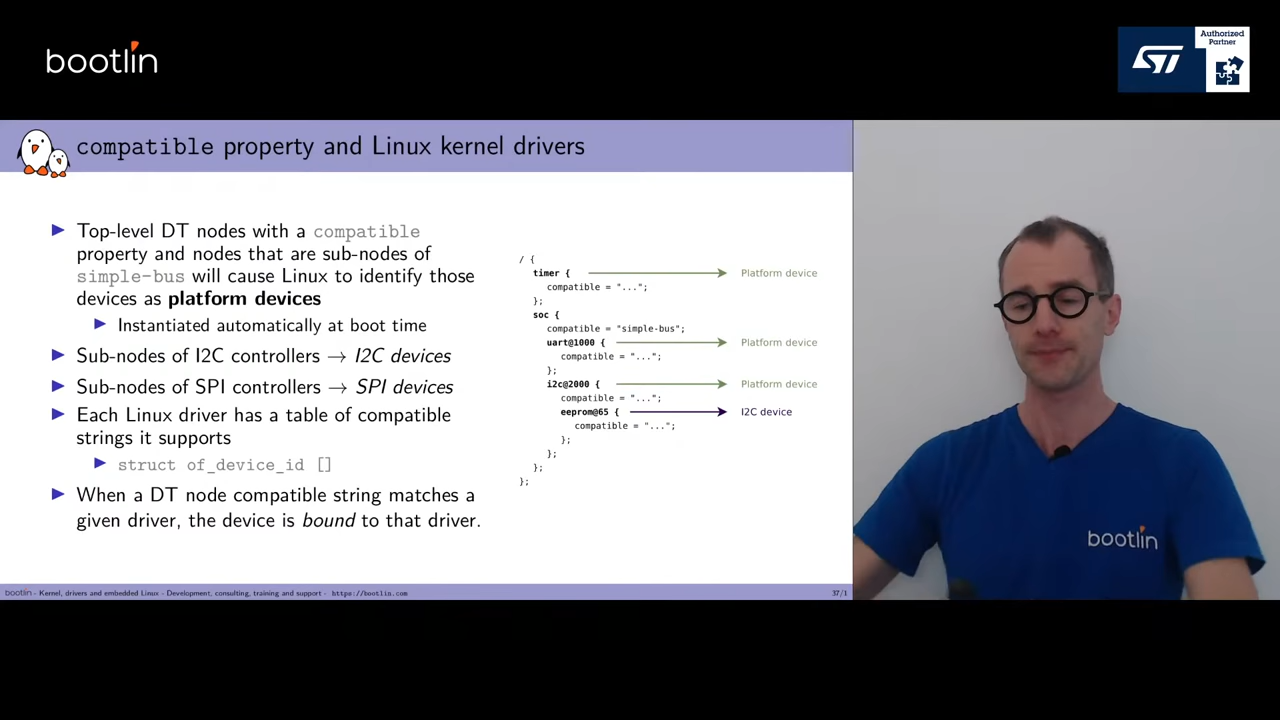 bootlin
ST
Authorized
Partner
compatible property and Linux kernel drivers
▶ Top-level DT nodes with a compatible
property and nodes that are sub-nodes of
simple-bus will cause Linux to identify those
devices as platform devices
▶ Instantiated automatically at boot time
▶ Sub-nodes of I2C controllers → I2C devices
▶ Sub-nodes of SPI controllers → SPI devices
▶ Each Linux driver has a table of compatible
strings it supports
▶ struct of_device_id []
▶ When a DT node compatible string matches a
given driver, the device is bound to that driver.
/ {
timer { Platform device
compatible = "...";
};
soc {
compatible = "simple-bus";
uart@1000 { Platform device
compatible = "...";
};
i2c@2000 { Platform device
compatible = "...";
eeprom@65 { I2C device
compatible = "...";
};
};
};
};
bootlin
bootlin - Kernel, drivers and embedded Linux - Development, consulting, training and support - https://bootlin.com 37/1